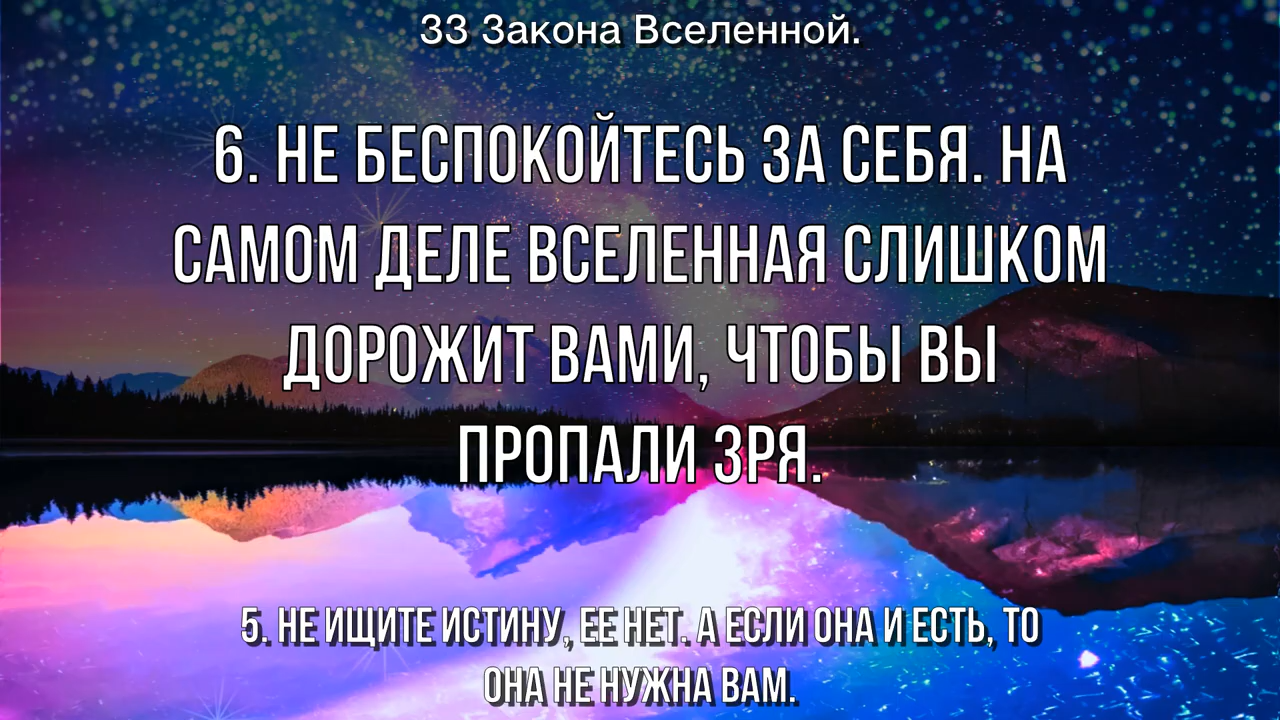 33 Закона Вселенной.
6. НЕ БЕСПОКОЙТЕСЬ ЗА СЕБЯ. НА
САМОМ ДЕЛЕ ВСЕЛЕННАЯ СЛИШКОМ
ДОРОЖИТ ВАМИ, ЧТОБЫ ВЫ
ПРОПАЛИ ЗРЯ.
5. НЕ ИЩИТЕ ИСТИНУ, ЕЕ НЕТ. А ЕСЛИ ОНА И ЕСТЬ, ТО
ОНА НЕ НУЖНА ВАМ.